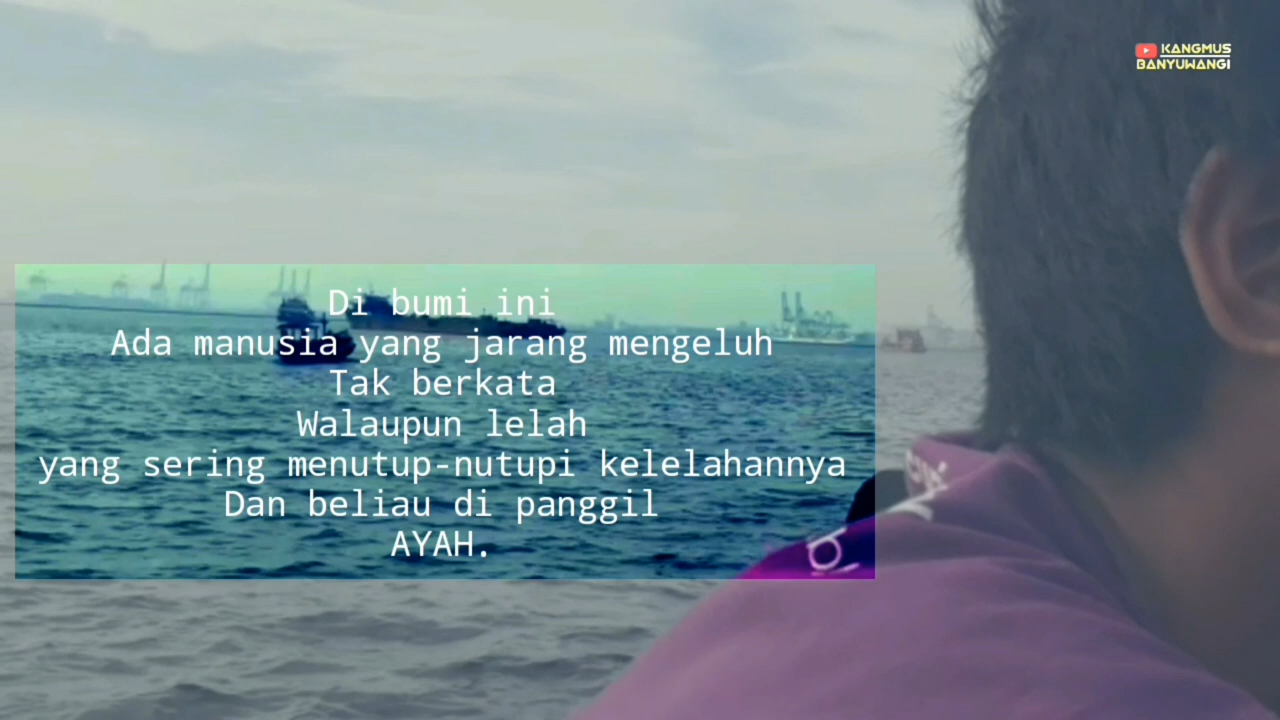 KANGMUS
BANYUWANGI
Di bumi ini
Ada manusia yang jarang mengeluh
Tak berkata
Walaupun lelah
yang sering menutup-nutupi kelelahannya
Dan beliau di panggil
AYAH.